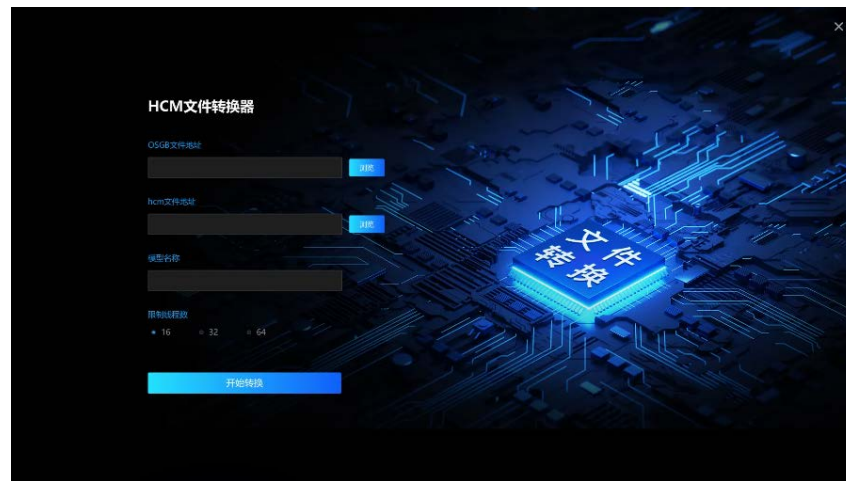 HCM文件转换器
OSGB文件地址
浏览
hcm文件地址
浏览
模型名称
限制线程数
16
32
64
开始转换
文件
转换